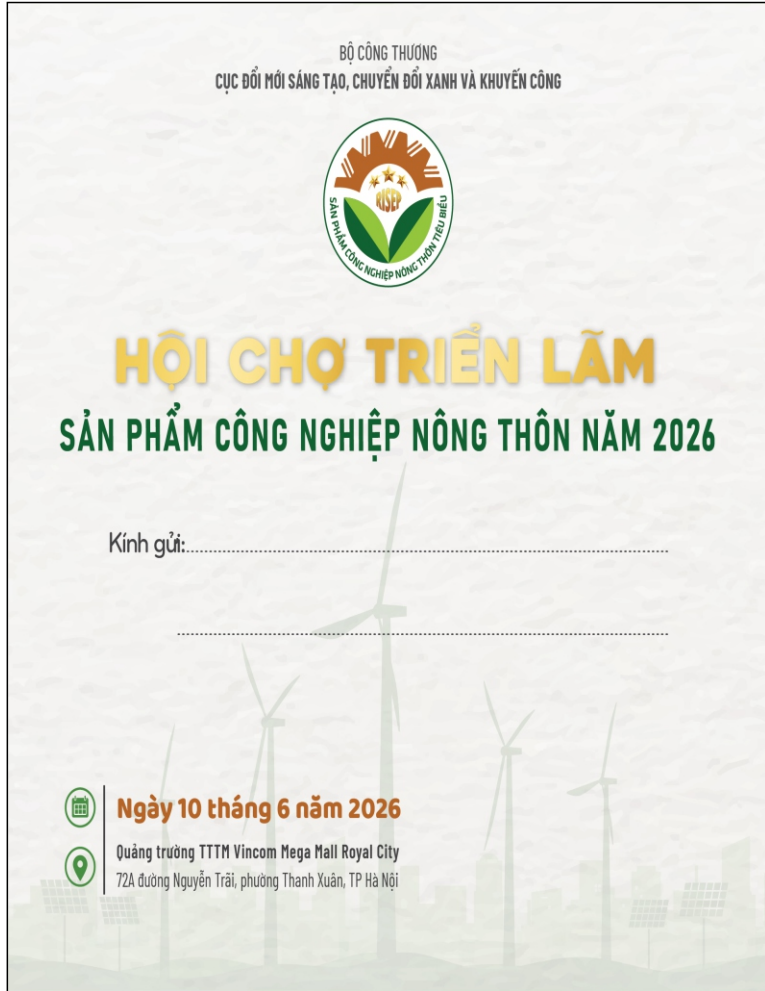 BỘ CÔNG THƯƠNG
CỤC ĐỔI MỚI SÁNG TẠO, CHUYỂN ĐỔI XANH VÀ KHUYẾN CÔNG
RISEP
SẢN PHẨM CÔNG NGHIỆP NÔNG THÔN TIÊU BIỂU
HỘI CHỢ TRIỂN LÃM
SẢN PHẨM CÔNG NGHIỆP NÔNG THÔN NĂM 2026
Kính gửi:
Ngày 10 tháng 6 năm 2026
Quảng trường TTTM Vincom Mega Mall Royal City
72A đường Nguyễn Trãi, phường Thanh Xuân, TP Hà Nội